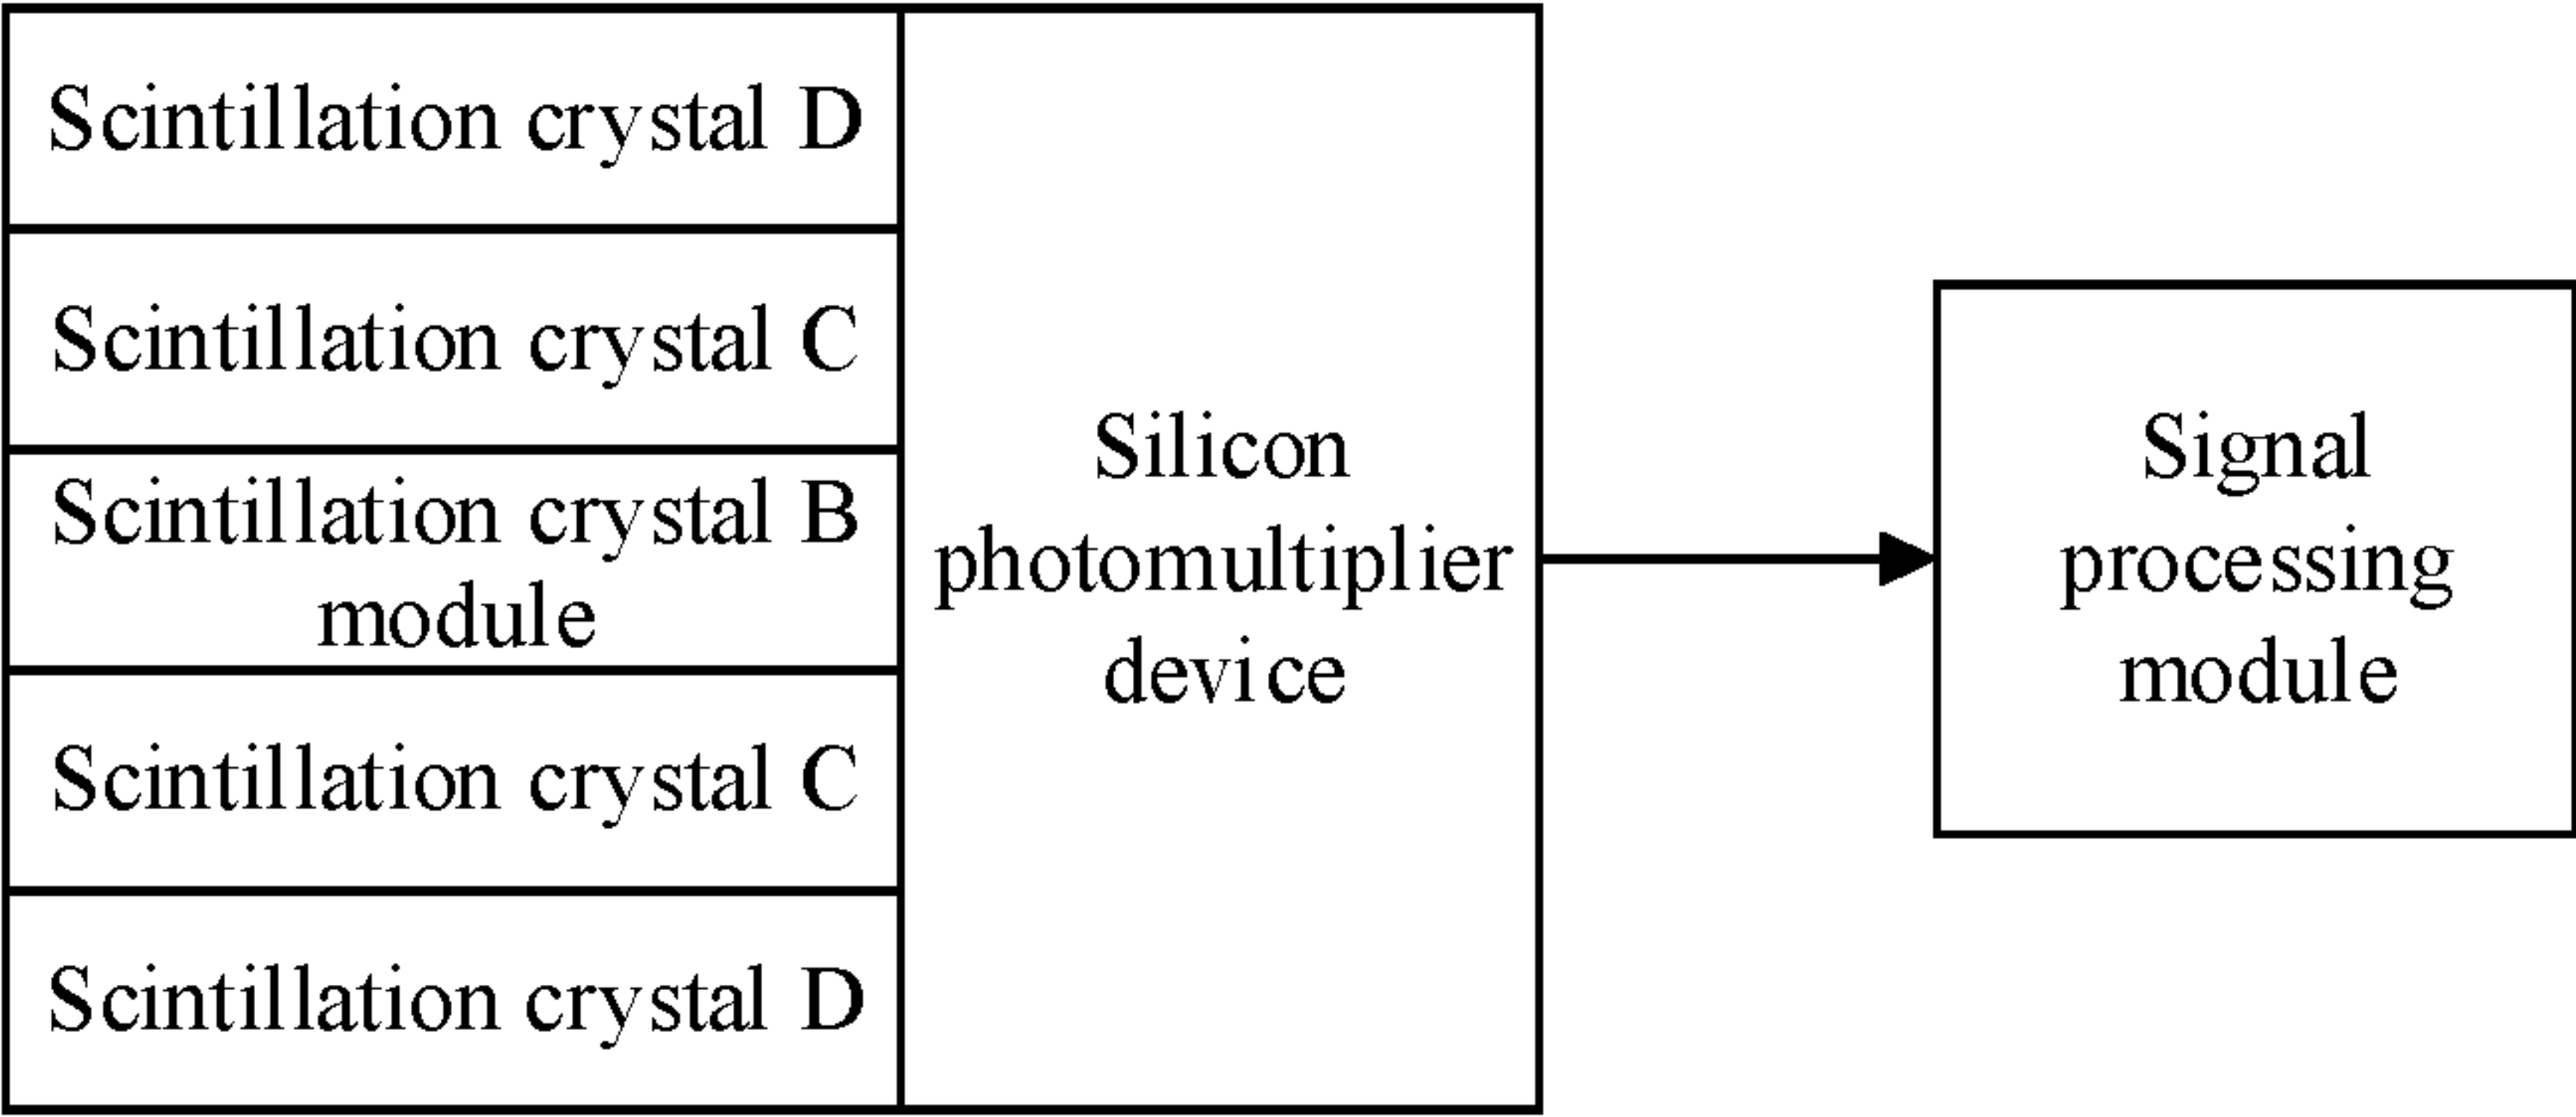 Scintillation crystal D
Scintillation crystal C
Scintillation crystal B
module
Scintillation crystal C
Scintillation crystal D
Silicon
photomultiplier
device
Signal
processing
module